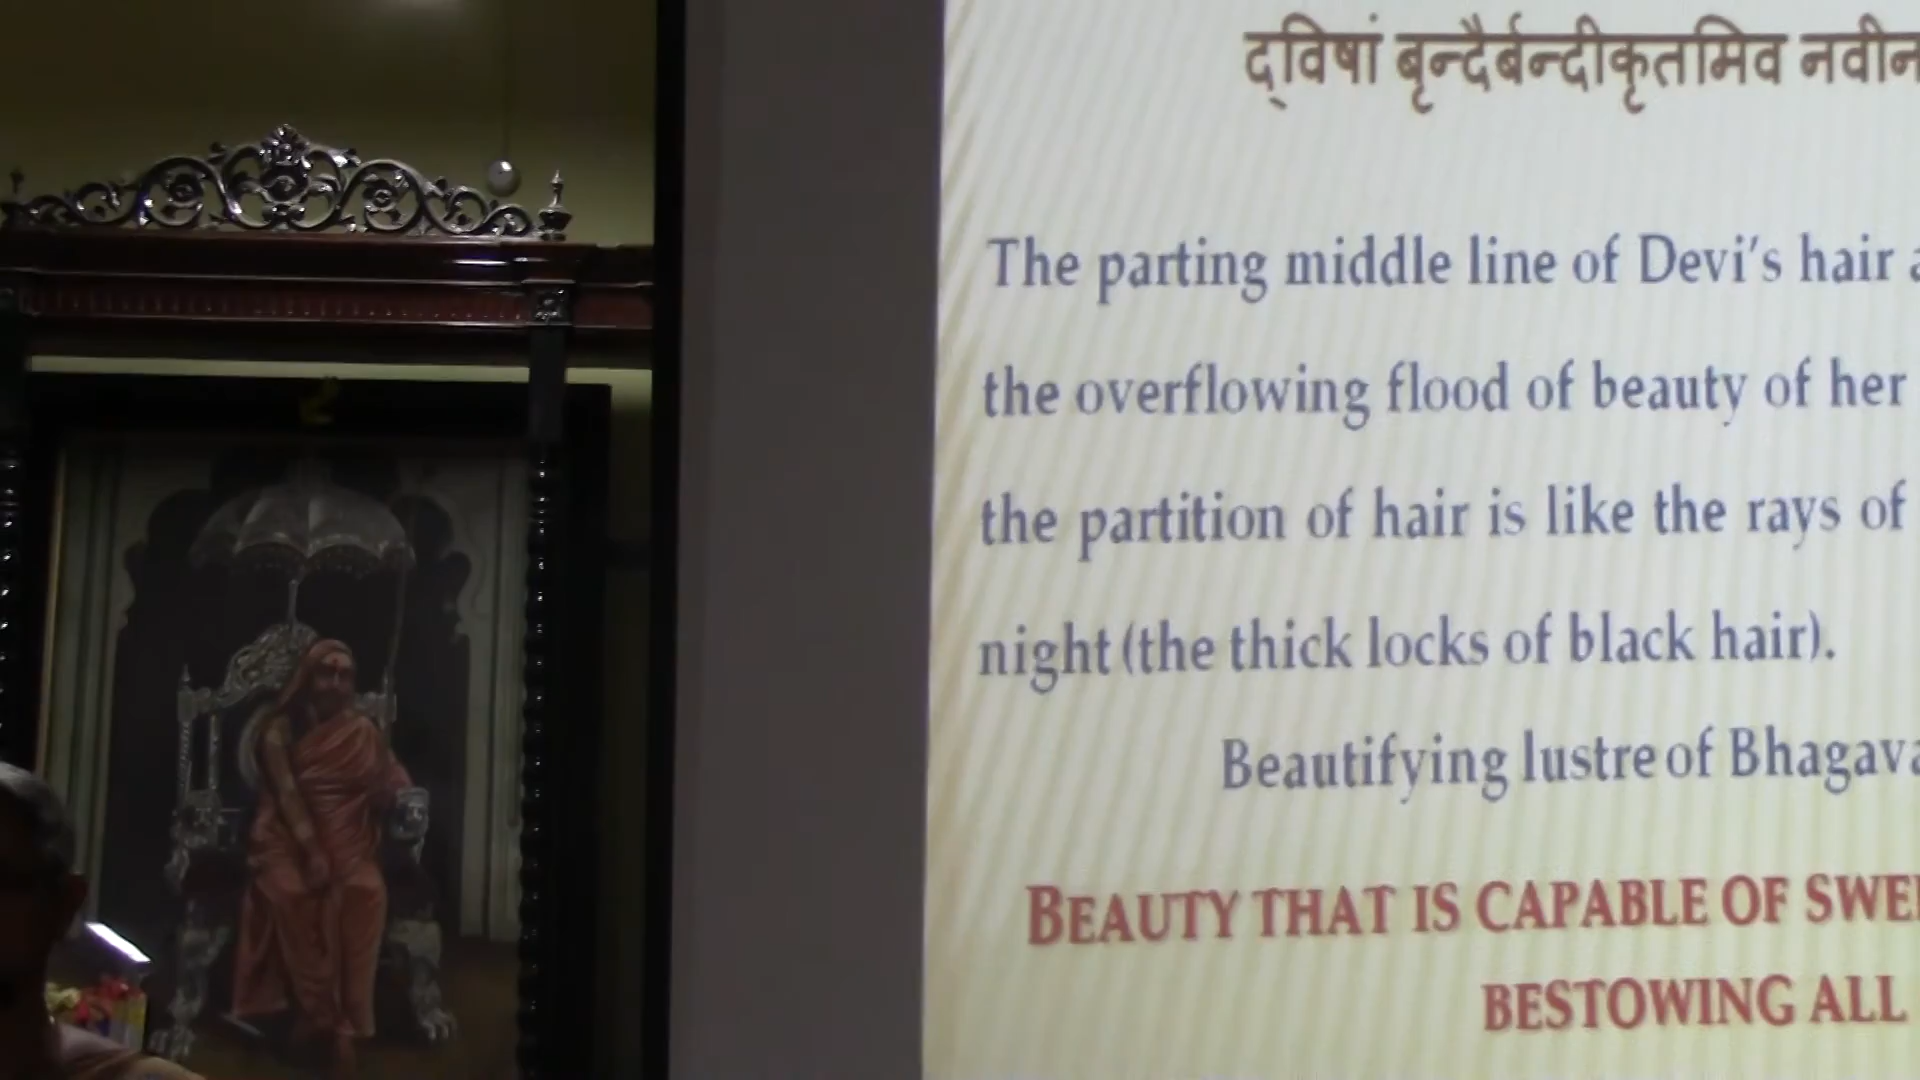 द्विषां बृन्दैर्बन्दीकृतमिव नवीन
The parting middle line of Devi's hair
the overflowing flood of beauty of her
the partition of hair is like the rays of
night (the thick locks of black hair).
Beautifying lustre of Bhagava
BEAUTY THAT IS CAPABLE OF SWE
BESTOWING ALL